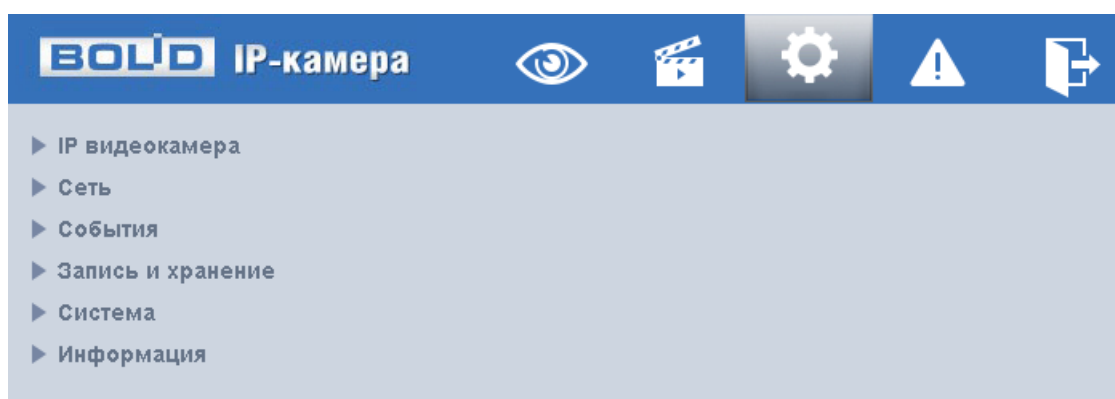 BOLID IP-камера
IP видеокамера
Сеть
События
Запись и хранение
Система
Информация